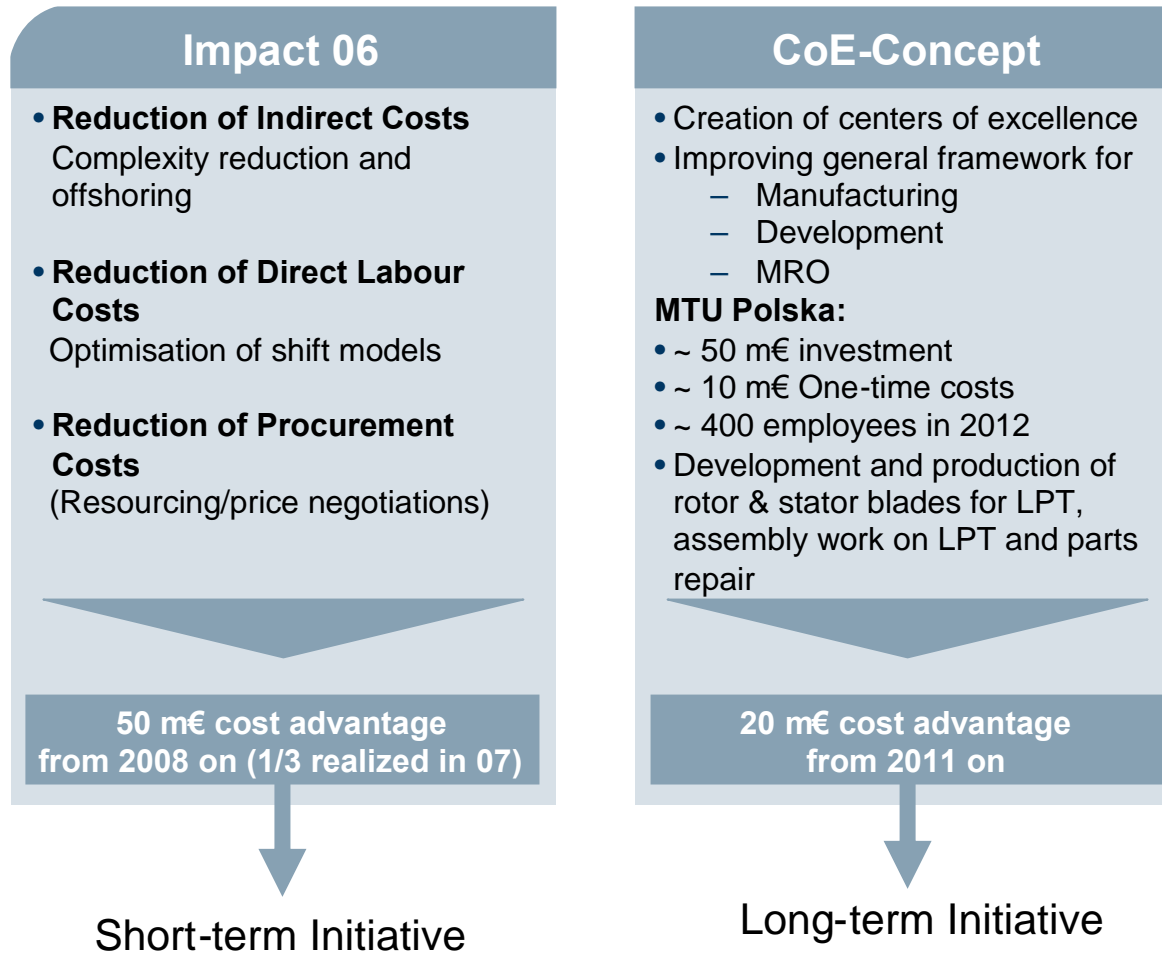 Impact 06
• Reduction of Indirect Costs
Complexity reduction and
offshoring
• Reduction of Direct Labour
Costs
Optimisation of shift models
• Reduction of Procurement
Costs
(Resourcing/price negotiations)
50 m€ cost advantage
from 2008 on (1/3 realized in 07)
Short-term Initiative
CoE-Concept
• Creation of centers of excellence
• Improving general framework for
– Manufacturing
– Development
– MRO
MTU Polska:
• ~ 50 m€ investment
• ~ 10 m€ One-time costs
• ~ 400 employees in 2012
• Development and production of
rotor & stator blades for LPT,
assembly work on LPT and parts
repair
20 m€ cost advantage
from 2011 on
Long-term Initiative